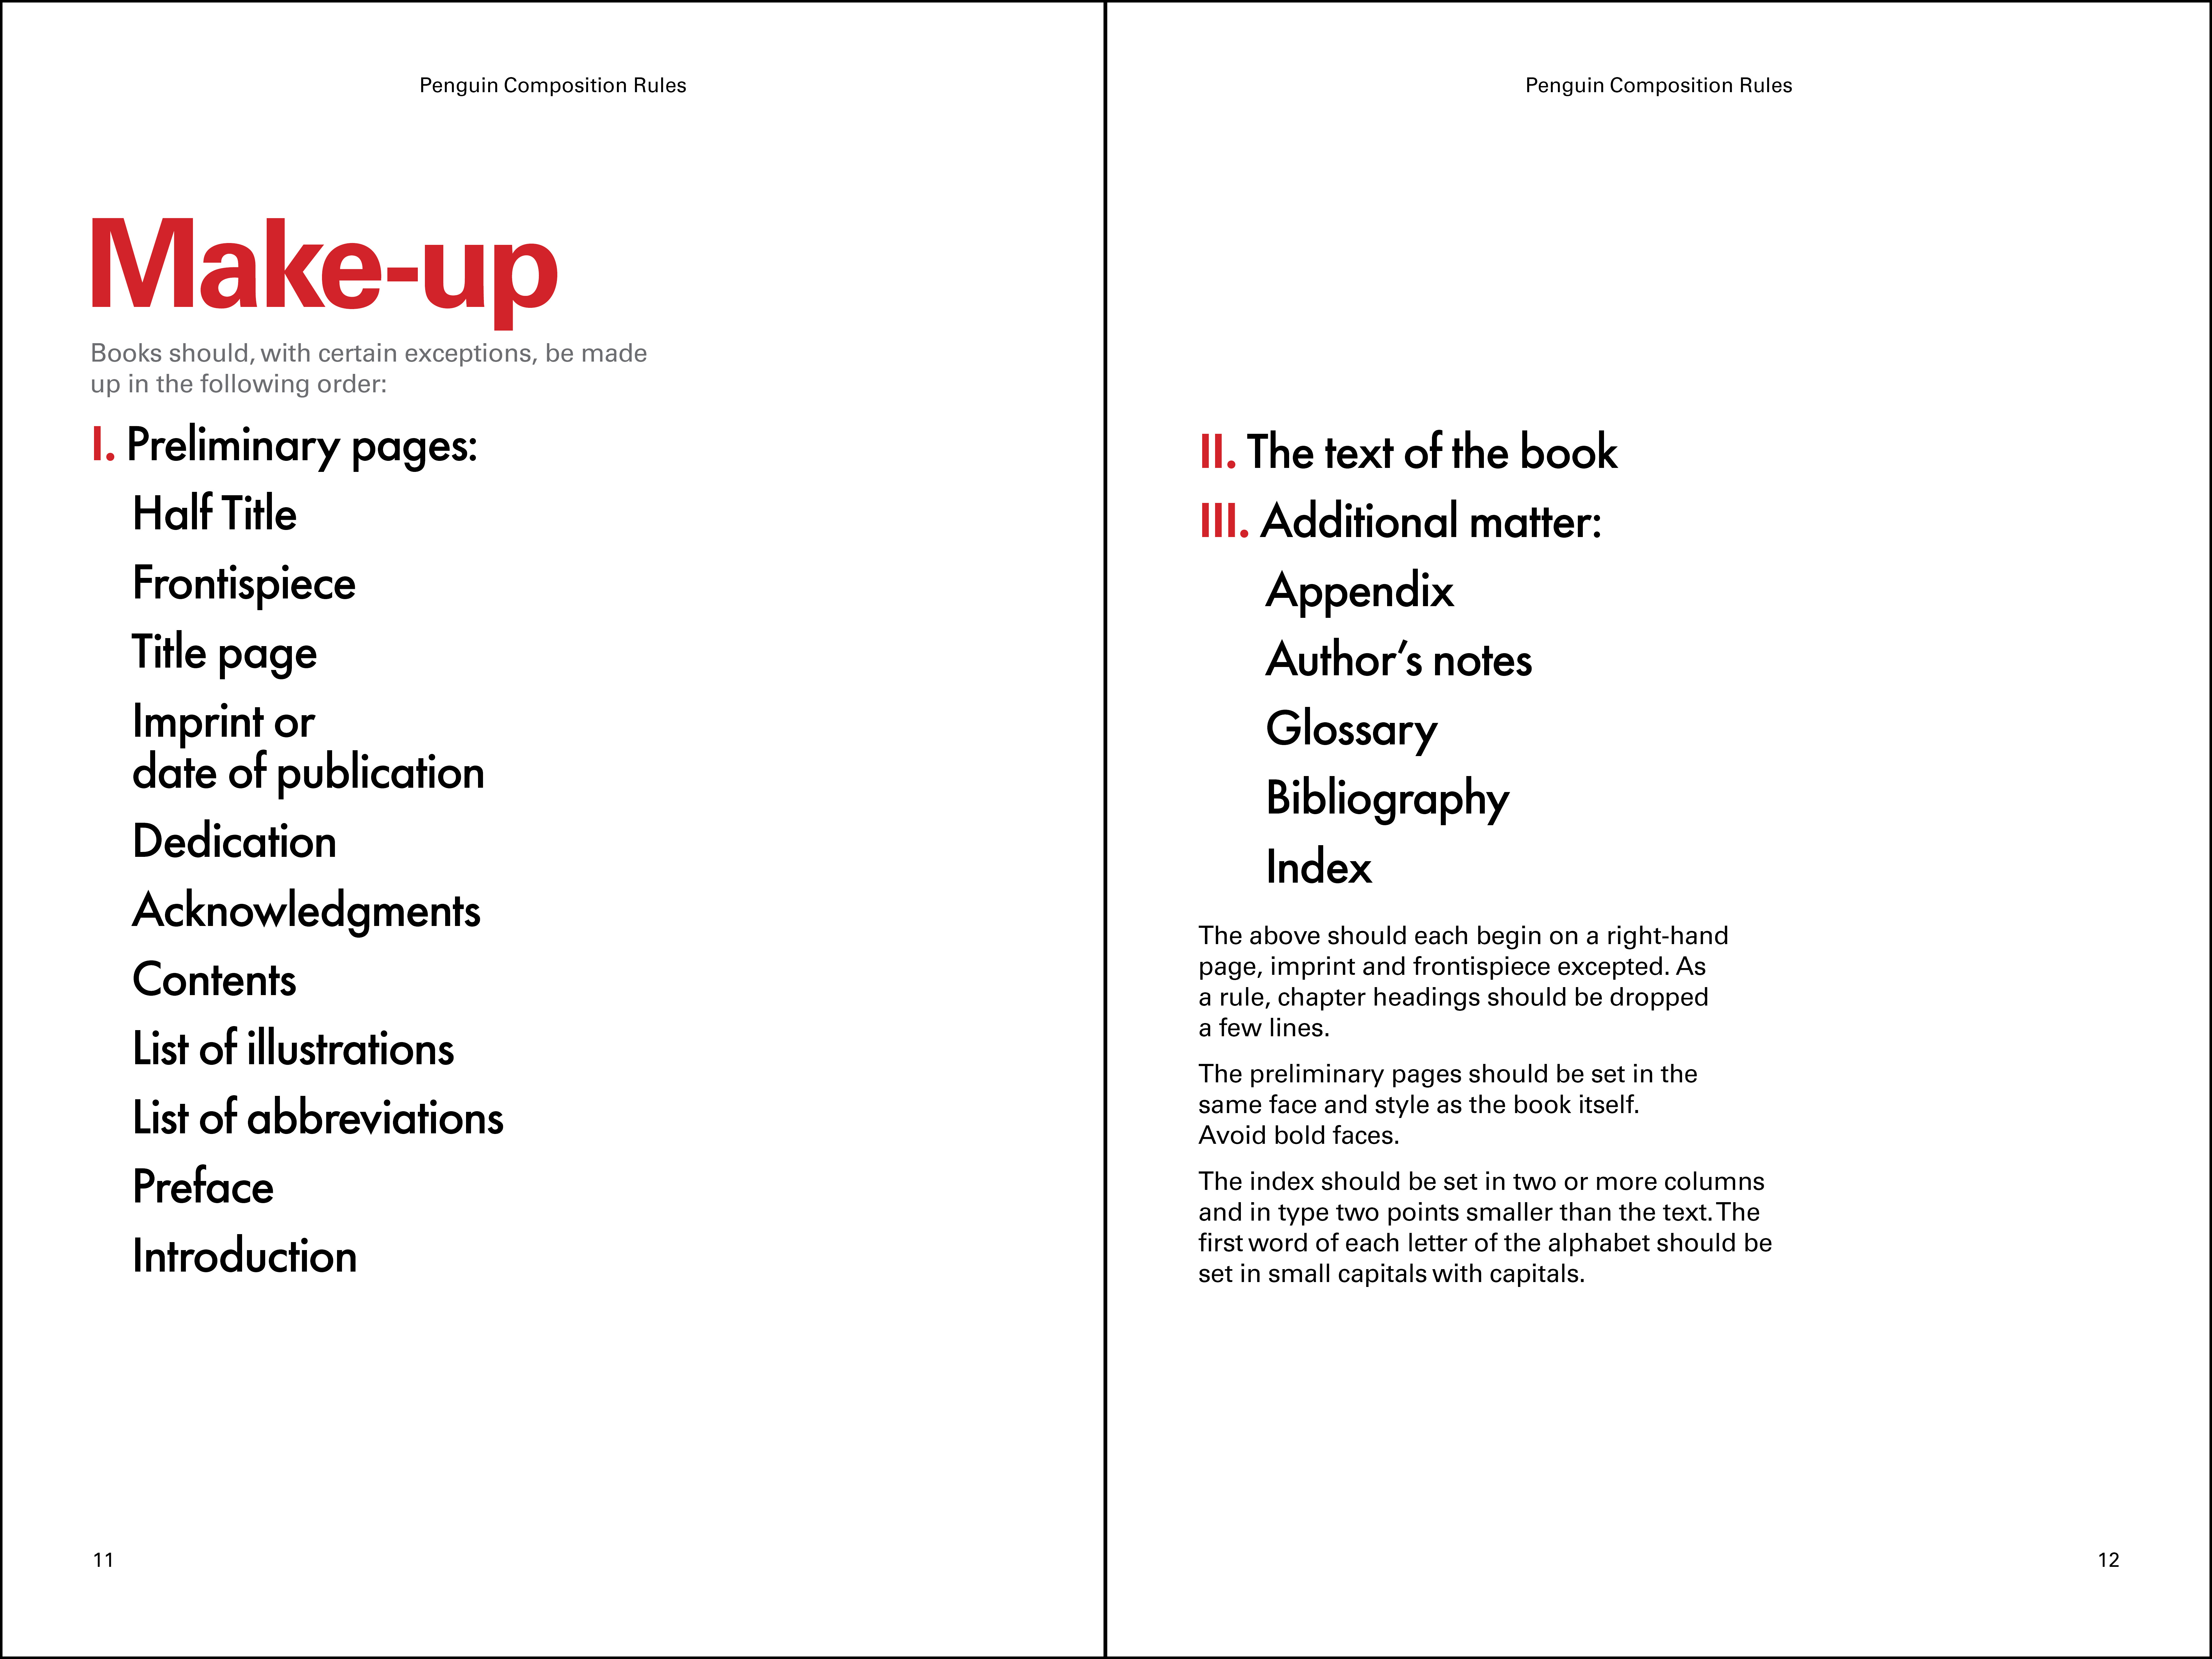 Penguin Composition Rules
Make-up
Books should, with certain exceptions, be made
up in the following order:
I. Preliminary pages:
Half Title
Frontispiece
Title page
Imprint or
date of publication
Dedication
Acknowledgments
Contents
List of illustrations
List of abbreviations
Preface
Introduction
11
Penguin Composition Rules
II. The text of the book
III. Additional matter:
Appendix
Author’s notes
Glossary
Bibliography
Index
The above should each begin on a right-hand
page, imprint and frontispiece excepted. As
a rule, chapter headings should be dropped
a few lines.
The preliminary pages should be set in the
same face and style as the book itself.
Avoid bold faces.
The index should be set in two or more columns
and in type two points smaller than the text. The
first word of each letter of the alphabet should be
set in small capitals with capitals.
12